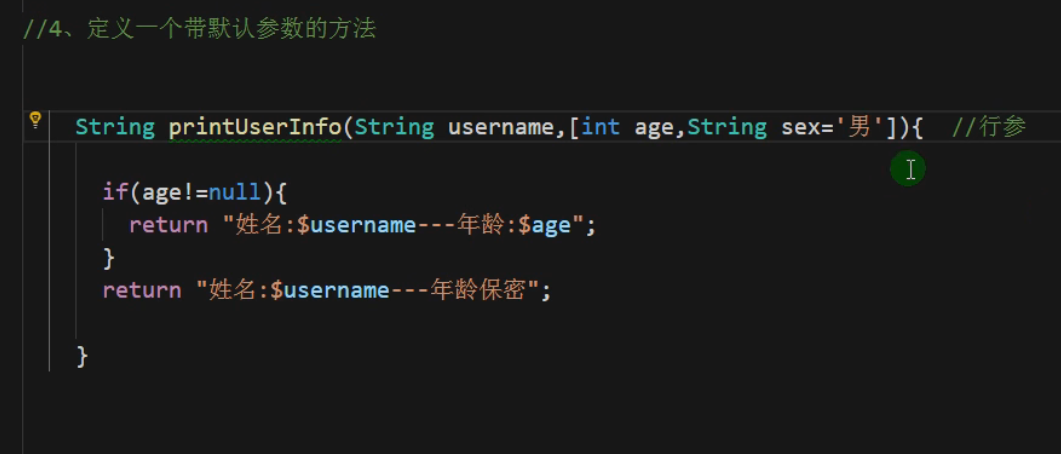 //4、定义一个带默认参数的方法
String printUserInfo(String username,[int age,String sex='男']){  //行参
if(age!=null){
return "姓名:$username---年龄:$age";
}
return "姓名:$username---年龄保密";
}